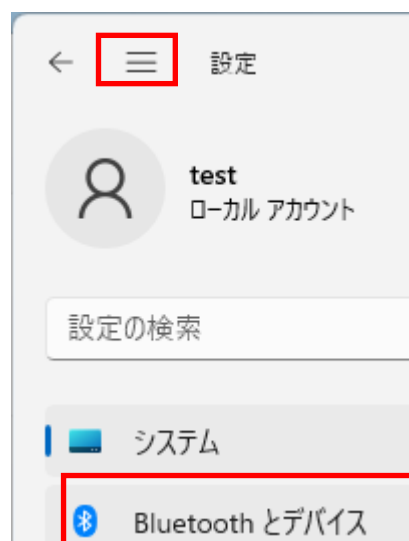 設定
test
ローカル アカウント
設定の検索
システム
Bluetooth とデバイス